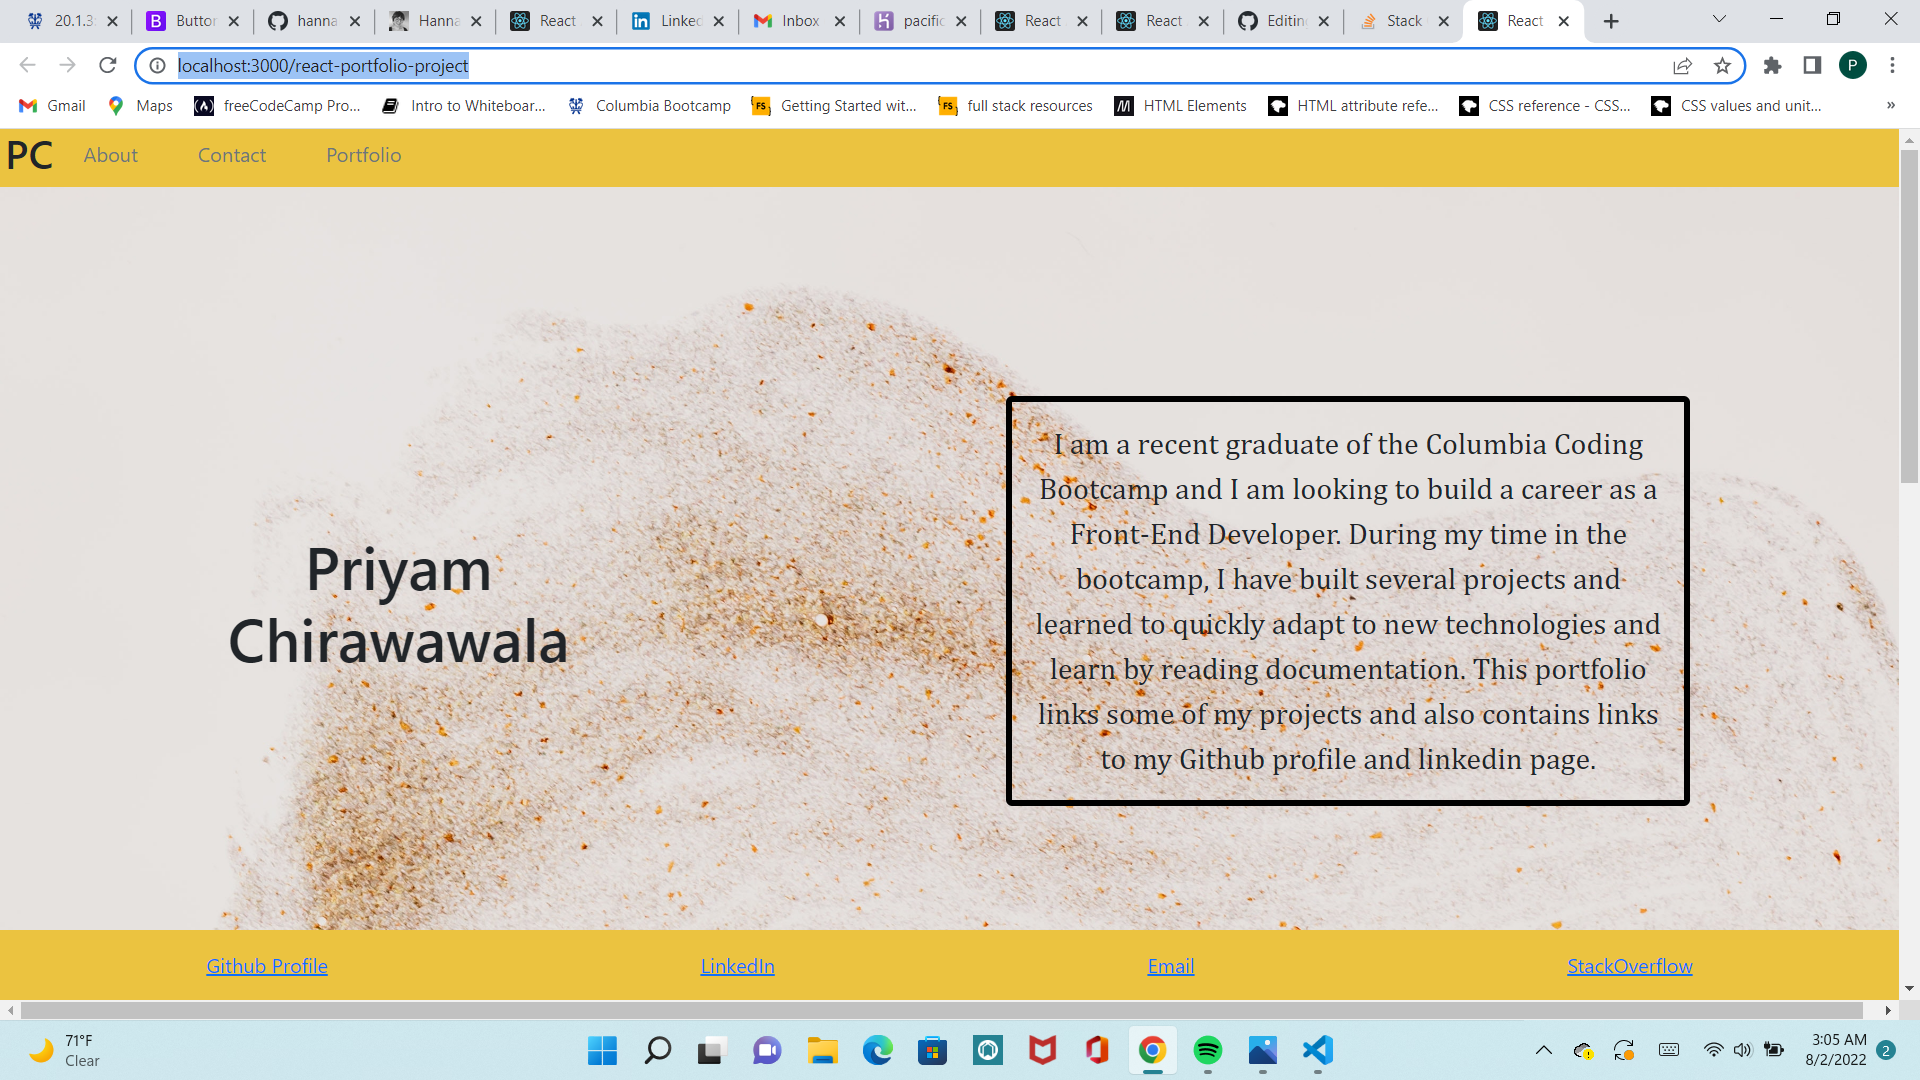 20.1.3
Button
hanna
Hanna
React
Linked
Inbox
pacific
React
React
Editing
Stack
React
localhost:3000/react-portfolio-project
P
Gmail
Maps
freeCodeCamp Pro...
Intro to Whiteboar...
Columbia Bootcamp
Getting Started wit...
full stack resources
HTML Elements
HTML attribute refe...
CSS reference - CSS...
CSS values and unit...
»
PC
About
Contact
Portfolio
Priyam
Chirawawala
I am a recent graduate of the Columbia Coding
Bootcamp and I am looking to build a career as a
Front-End Developer. During my time in the
bootcamp, I have built several projects and
learned to quickly adapt to new technologies and
learn by reading documentation. This portfolio
links some of my projects and also contains links
to my Github profile and linkedin page.
Github Profile
LinkedIn
Email
StackOverflow
71°F
Clear
3:05 AM
8/2/2022
2